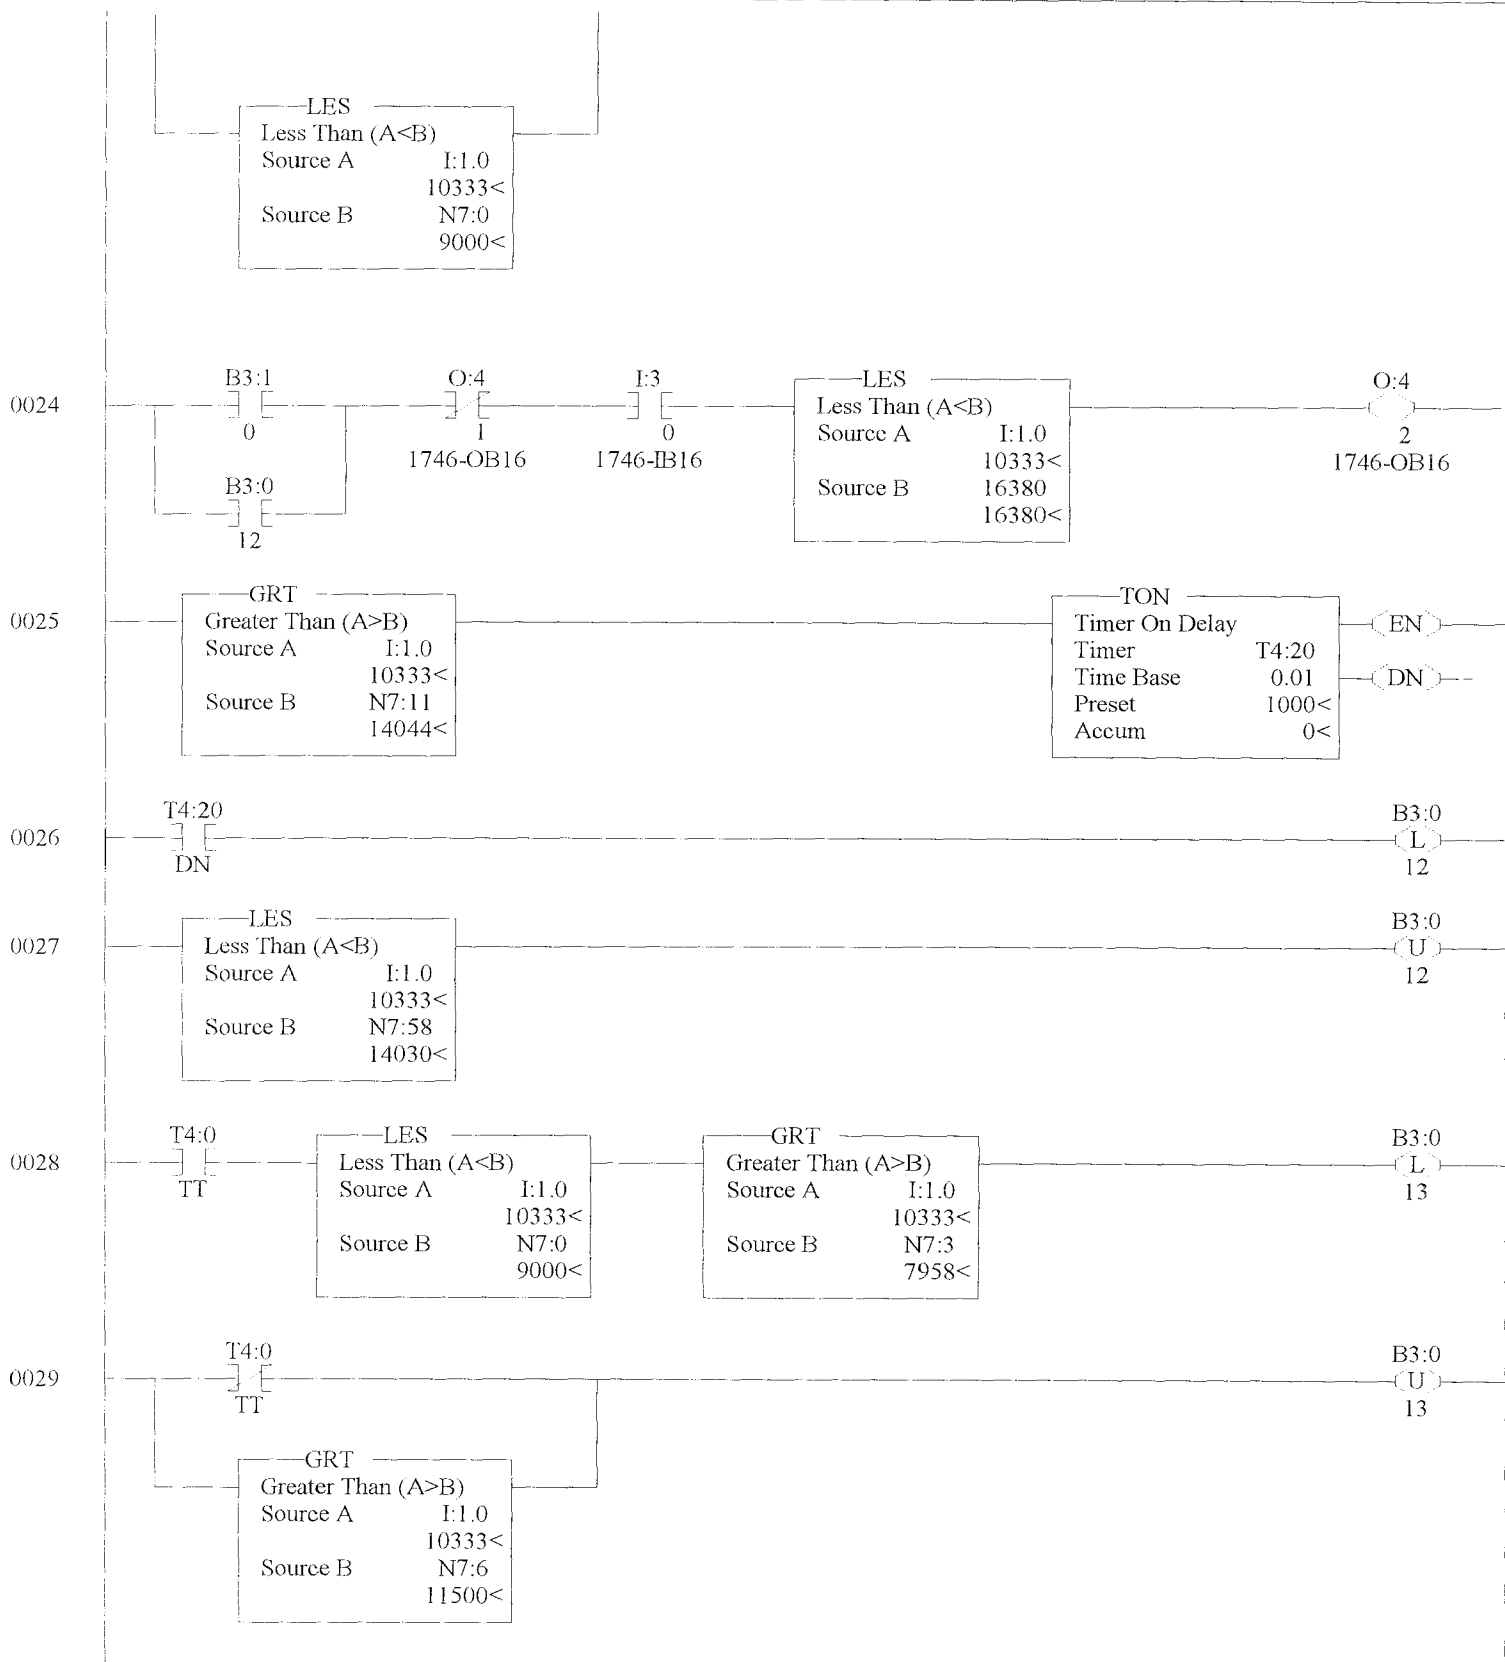 LES
Less Than (A<B)
Source A I:1.0
10333<
Source B N7:0
9000<
0024
B3:1
0
B3:0
12
O:4
1
1746-OB16
I:3
0
1746-IB16
LES
Less Than (A<B)
Source A I:1.0
10333<
Source B 16380
16380<
O:4
2
1746-OB16
0025
GRT
Greater Than (A>B)
Source A I:1.0
10333<
Source B N7:11
14044<
TON
Timer On Delay
Timer T4:20
Time Base 0.01
Preset 1000<
Accum 0<
EN
DN
0026
T4:20
DN
B3:0
L
12
0027
LES
Less Than (A<B)
Source A I:1.0
10333<
Source B N7:58
14030<
B3:0
U
12
0028
T4:0
TT
LES
Less Than (A<B)
Source A I:1.0
10333<
Source B N7:0
9000<
GRT
Greater Than (A>B)
Source A I:1.0
10333<
Source B N7:3
7958<
B3:0
L
13
0029
T4:0
TT
GRT
Greater Than (A>B)
Source A I:1.0
10333<
Source B N7:6
11500<
B3:0
U
13